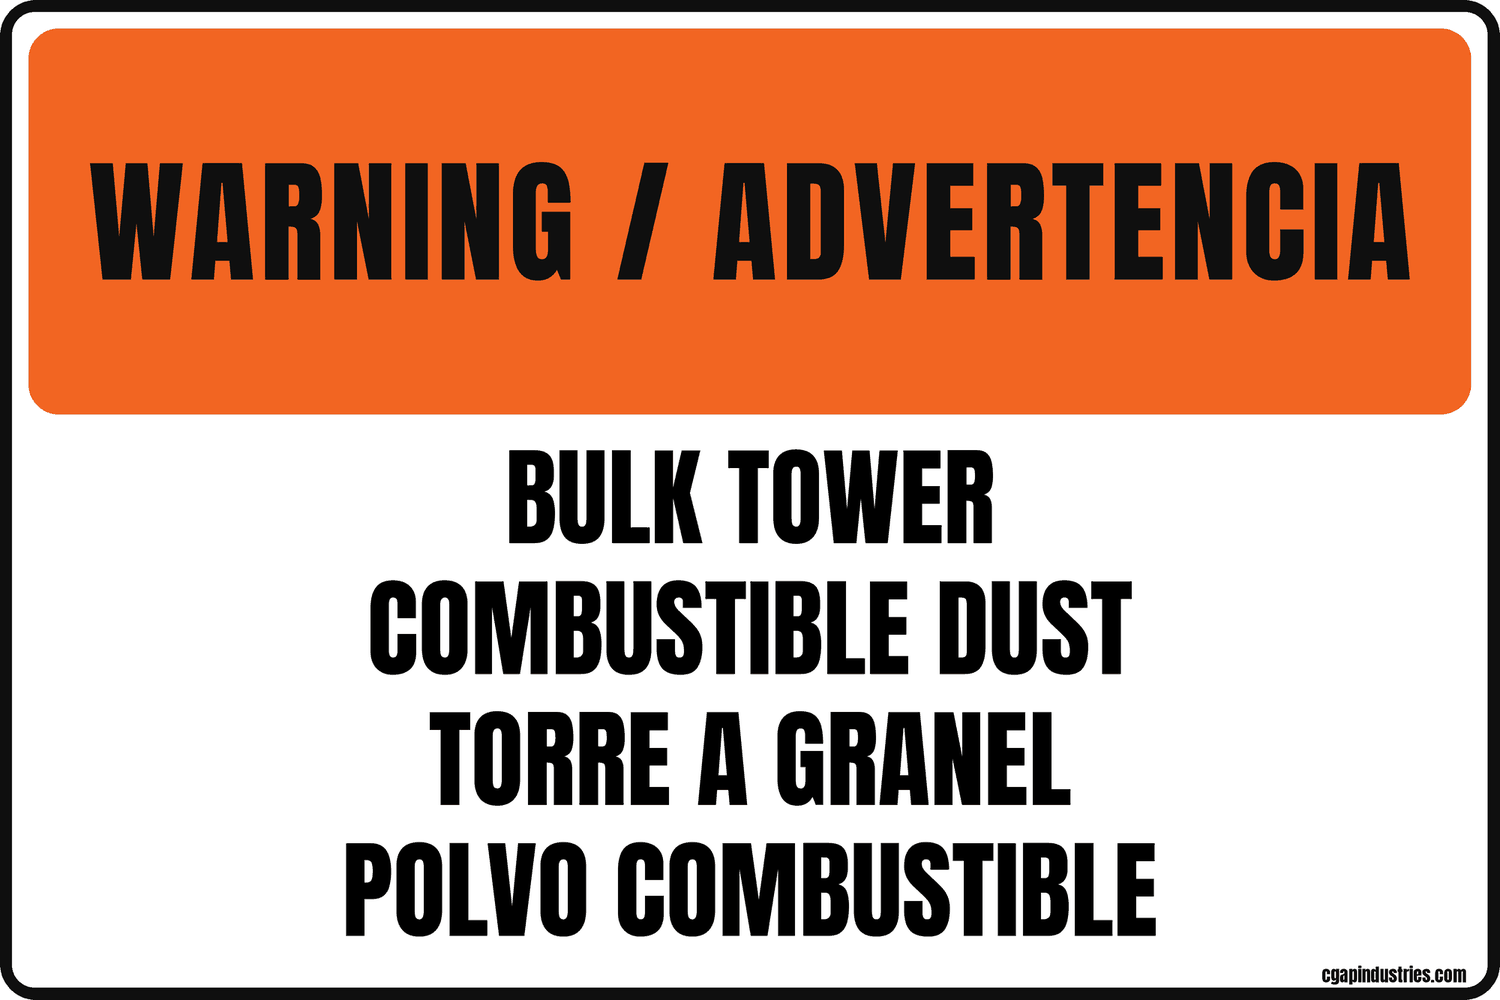 WARNING / ADVERTENCIA
BULK TOWER
COMBUSTIBLE DUST
TORRE A GRANEL
POLVO COMBUSTIBLE
cgapindustries.com